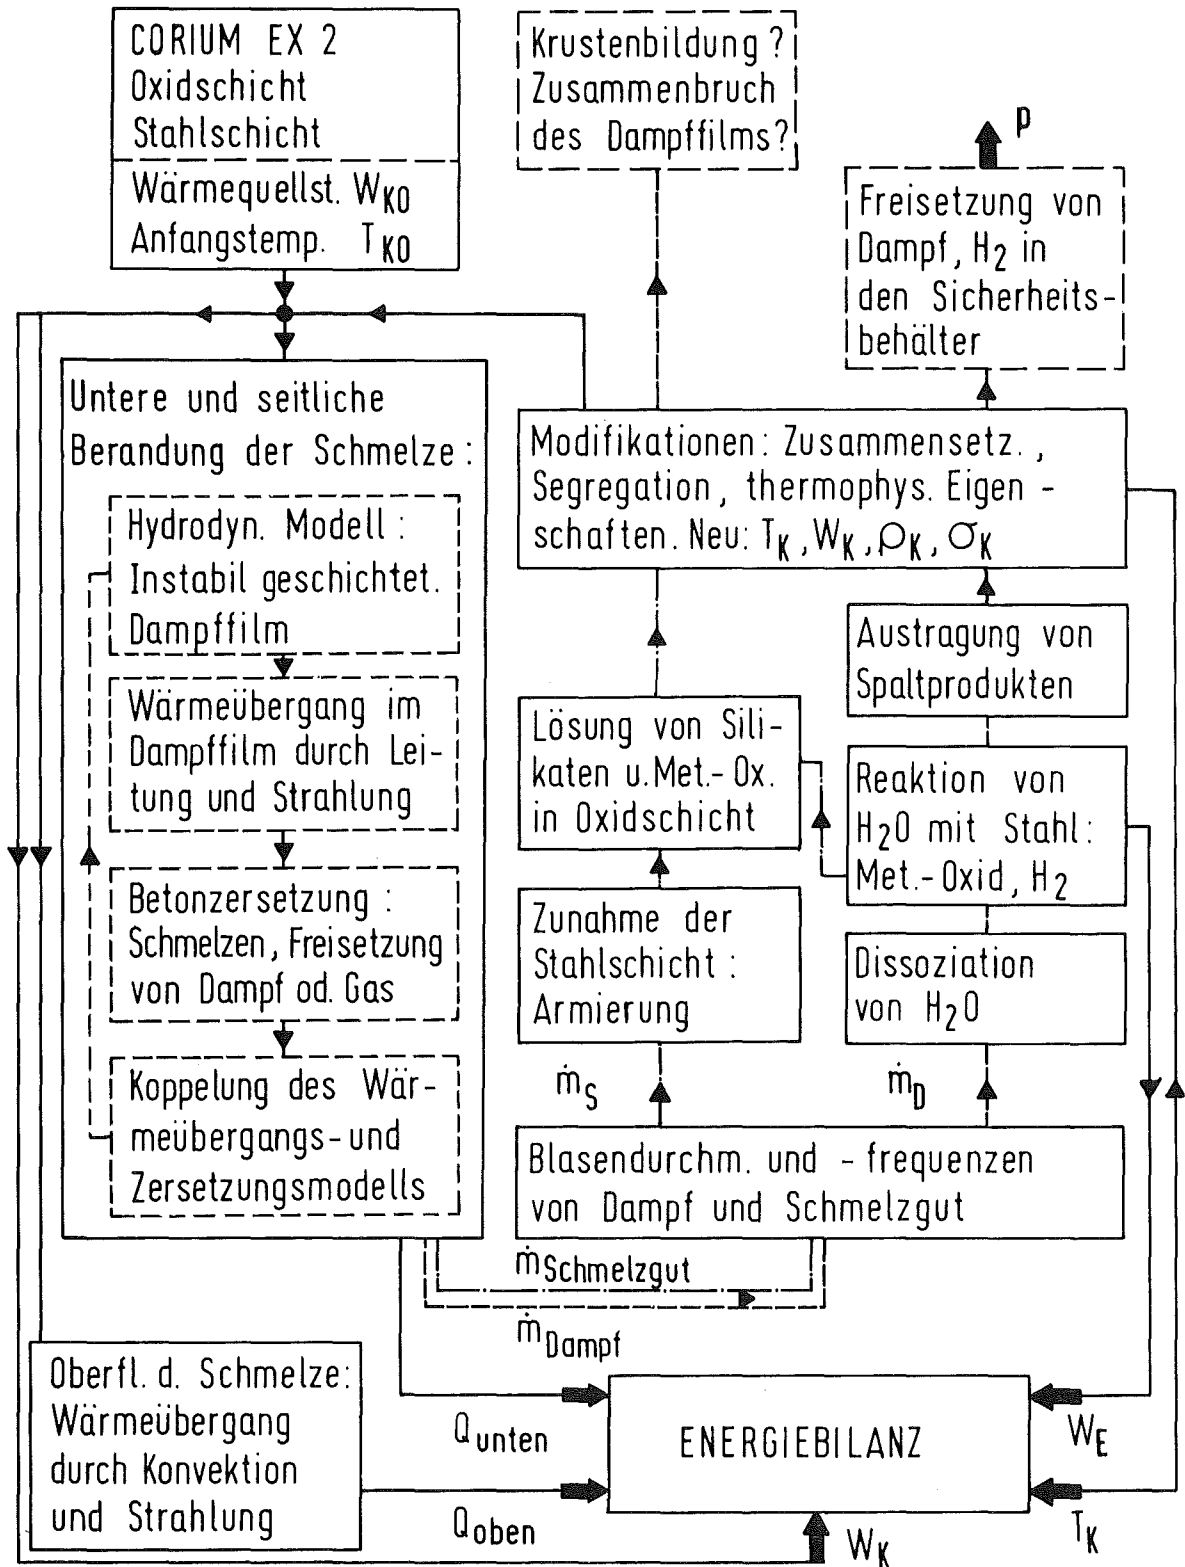 CORIUM EX 2
Oxidschicht
Stahlschicht
Wärmequellst. W_KO
Anfangstemp. T_KO
Krustenbildung?
Zusammenbruch
des Dampffilms?
p
Freisetzung von
Dampf, H2 in
den Sicherheits-
behälter
Untere und seitliche
Berandung der Schmelze:
Hydrodyn. Modell:
Instabil geschichtet.
Dampffilm
Wärmeübergang im
Dampffilm durch Lei-
tung und Strahlung
Betonzersetzung:
Schmelzen, Freisetzung
von Dampf od. Gas
Koppelung des Wär-
meübergangs- und
Zersetzungsmodells
Modifikationen: Zusammensetz.,
Segregation, thermophys. Eigen-
schaften. Neu: T_K, W_K, ρ_K, σ_K
Austragung von
Spaltprodukten
Lösung von Sili-
katen u. Met.-Ox.
in Oxidschicht
Reaktion von
H2O mit Stahl:
Met.-Oxid, H2
Zunahme der
Stahlschicht:
Armierung
Dissoziation
von H2O
ṁ_S
ṁ_D
Blasendurchm. und -frequenzen
von Dampf und Schmelzgut
ṁ_Schmelzgut
ṁ_Dampf
Oberfl. d. Schmelze:
Wärmeübergang
durch Konvektion
und Strahlung
Q_unten
Q_oben
ENERGIEBILANZ
W_E
T_K
W_K